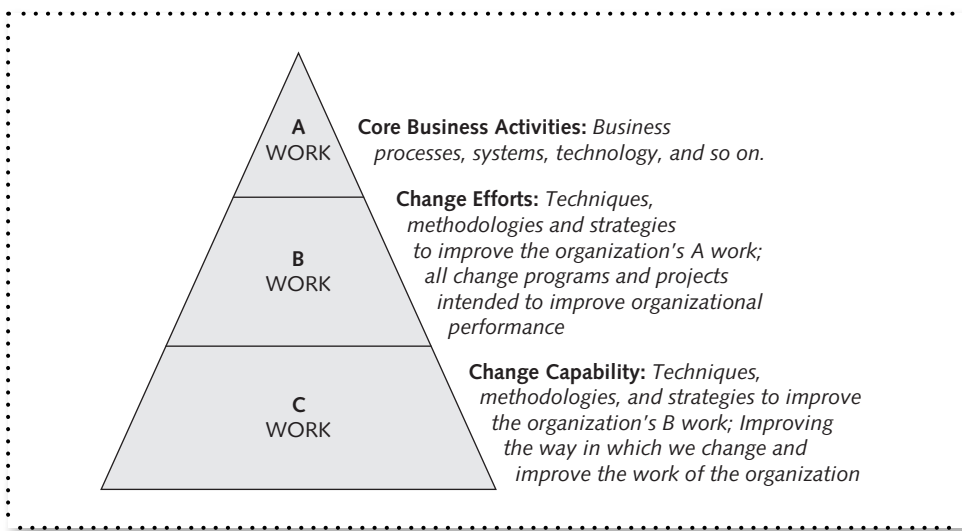 A
WORK
Core Business Activities: Business
processes, systems, technology, and so on.
B
WORK
Change Efforts: Techniques,
methodologies and strategies
to improve the organization's A work;
all change programs and projects
intended to improve organizational
performance
C
WORK
Change Capability: Techniques,
methodologies, and strategies to improve
the organization's B work; Improving
the way in which we change and
improve the work of the organization